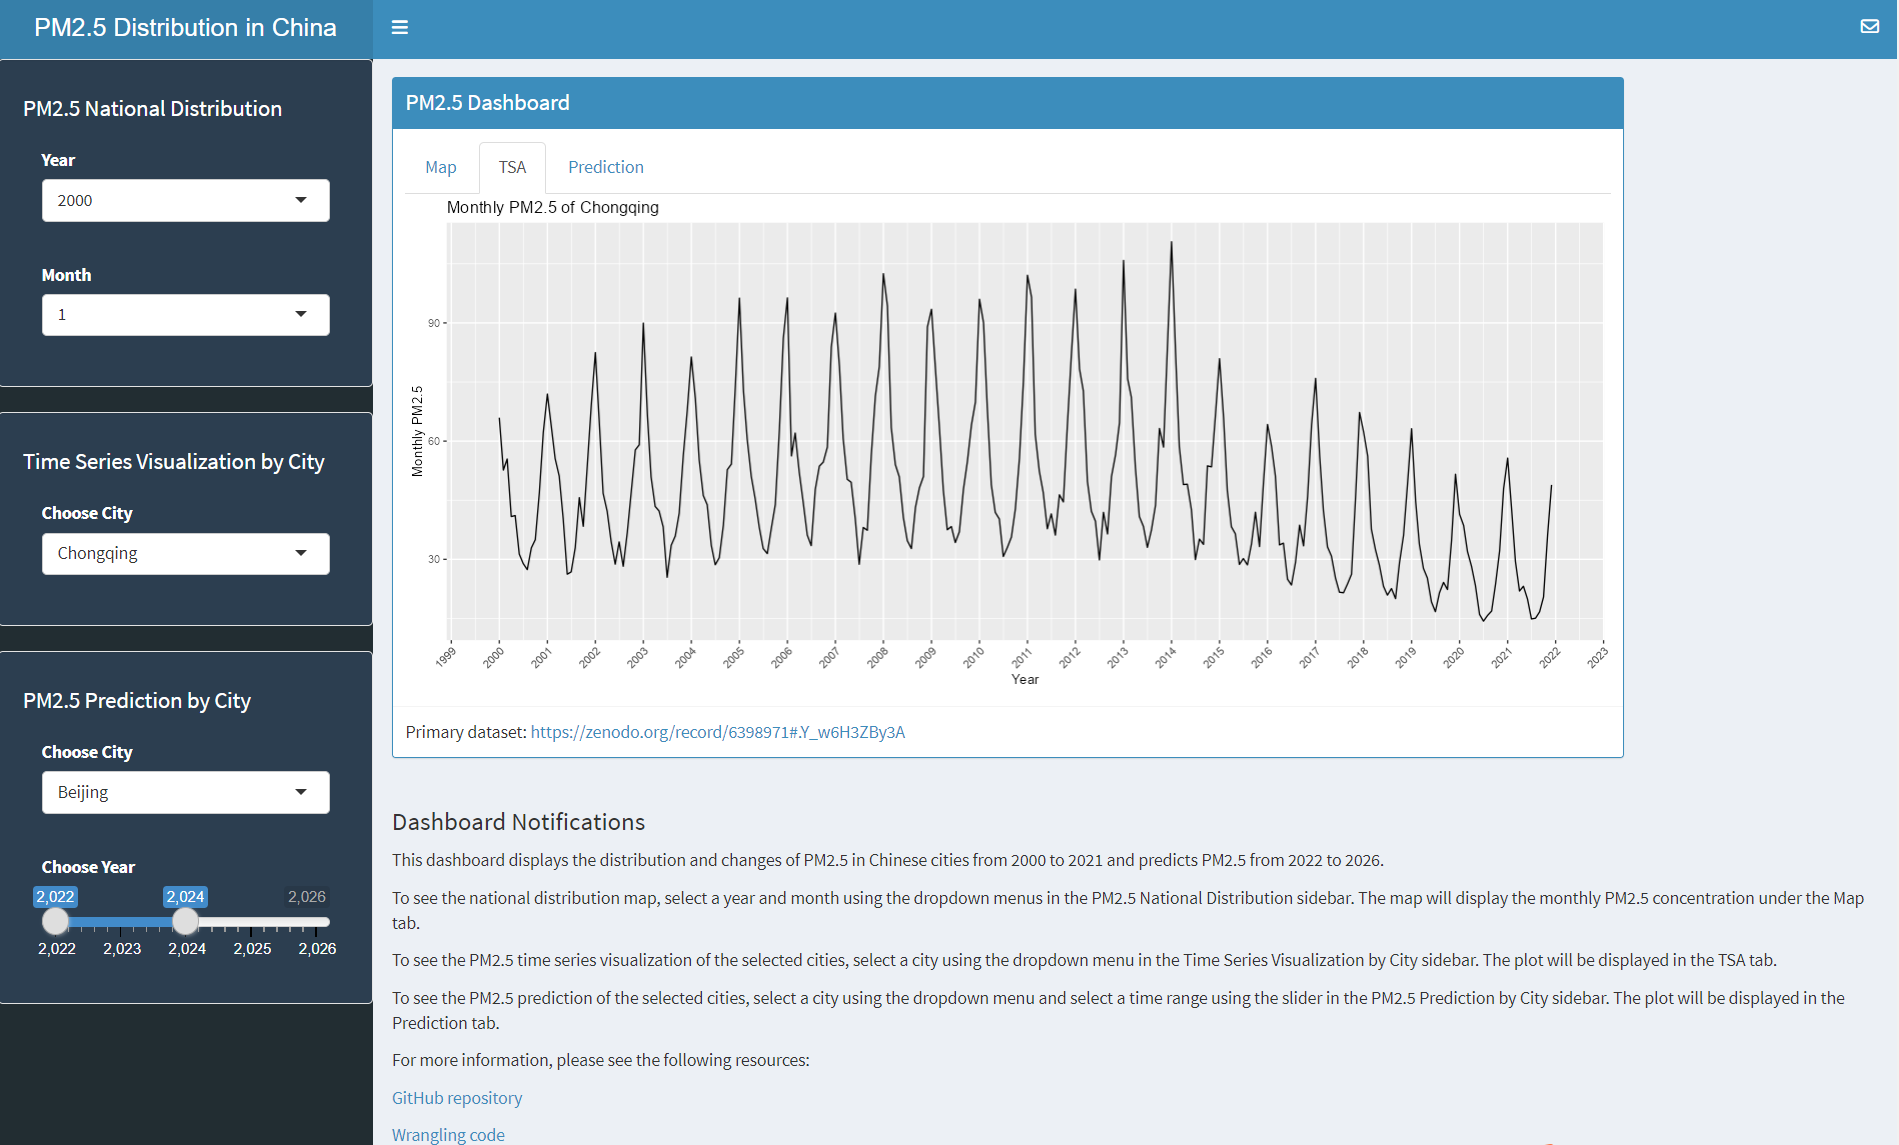 PM2.5 Distribution in China
PM2.5 National Distribution
Year
2000
Month
1
Time Series Visualization by City
Choose City
Chongqing
PM2.5 Prediction by City
Choose City
Beijing
Choose Year
2,022
2,024
2,026
2,022
2,023
2,024
2,025
2,026
PM2.5 Dashboard
Map
TSA
Prediction
Monthly PM2.5 of Chongqing
Monthly PM2.5
90
60
30
1999
2000
2001
2002
2003
2004
2005
2006
2007
2008
2009
2010
2011
2012
2013
2014
2015
2016
2017
2018
2019
2020
2021
2022
2023
Year
Primary dataset: https://zenodo.org/record/6398971#.Y_w6H3ZBy3A
Dashboard Notifications
This dashboard displays the distribution and changes of PM2.5 in Chinese cities from 2000 to 2021 and predicts PM2.5 from 2022 to 2026.
To see the national distribution map, select a year and month using the dropdown menus in the PM2.5 National Distribution sidebar. The map will display the monthly PM2.5 concentration under the Map
tab.
To see the PM2.5 time series visualization of the selected cities, select a city using the dropdown menu in the Time Series Visualization by City sidebar. The plot will be displayed in the TSA tab.
To see the PM2.5 prediction of the selected cities, select a city using the dropdown menu and select a time range using the slider in the PM2.5 Prediction by City sidebar. The plot will be displayed in the
Prediction tab.
For more information, please see the following resources:
GitHub repository
Wrangling code